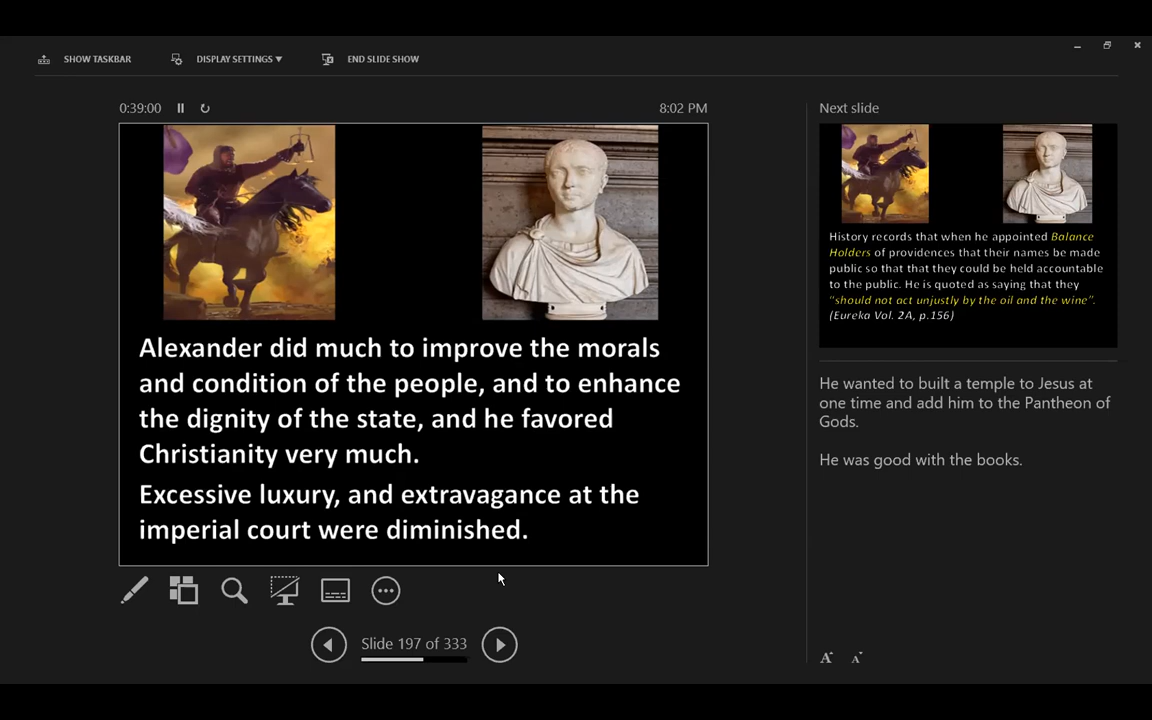 SHOW TASKBAR
DISPLAY SETTINGS ▼
END SLIDE SHOW
0:39:00
8:02 PM
Alexander did much to improve the morals
and condition of the people, and to enhance
the dignity of the state, and he favored
Christianity very much.
Excessive luxury, and extravagance at the
imperial court were diminished.
Slide 197 of 333
Next slide
History records that when he appointed Balance
Holders of providences that their names be made
public so that that they could be held accountable
to the public. He is quoted as saying that they
“should not act unjustly by the oil and the wine”.
(Eureka Vol. 2A, p.156)
He wanted to built a temple to Jesus at
one time and add him to the Pantheon of
Gods.
He was good with the books.
A A